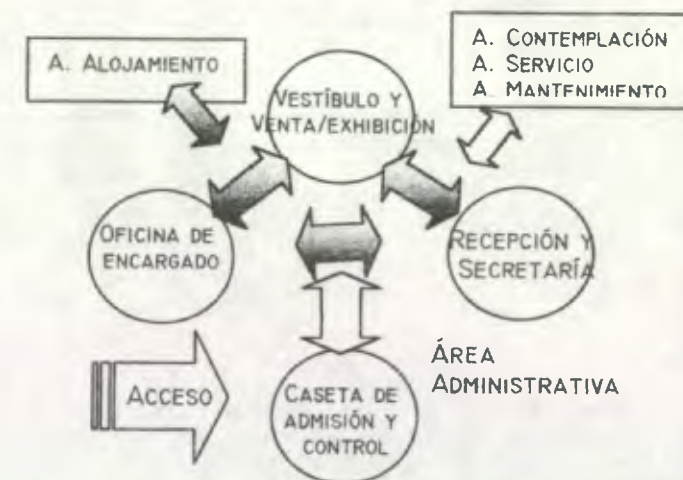 A. ALOJAMIENTO
A. CONTEMPLACIÓN
A. SERVICIO
A. MANTENIMIENTO
VESTÍBULO Y
VENTA/EXHIBICIÓN
OFICINA DE
ENCARGADO
RECEPCIÓN Y
SECRETARÍA
ACCESO
CASETA DE
ADMISIÓN Y
CONTROL
ÁREA
ADMINISTRATIVA